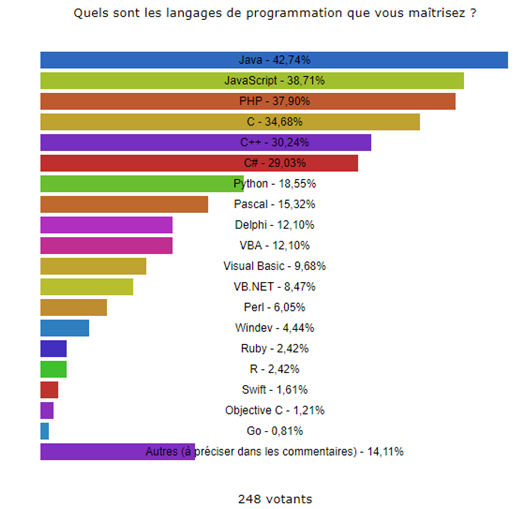 Quels sont les langages de programmation que vous maîtrisez ?
Java - 42,74%
JavaScript - 38,71%
PHP - 37,90%
C - 34,68%
C++ - 30,24%
C# - 29,03%
Python - 18,55%
Pascal - 15,32%
Delphi - 12,10%
VBA - 12,10%
Visual Basic - 9,68%
VB.NET - 8,47%
Perl - 6,05%
Windev - 4,44%
Ruby - 2,42%
R - 2,42%
Swift - 1,61%
Objective C - 1,21%
Go - 0,81%
Autres (à préciser dans les commentaires) - 14,11%
248 votants